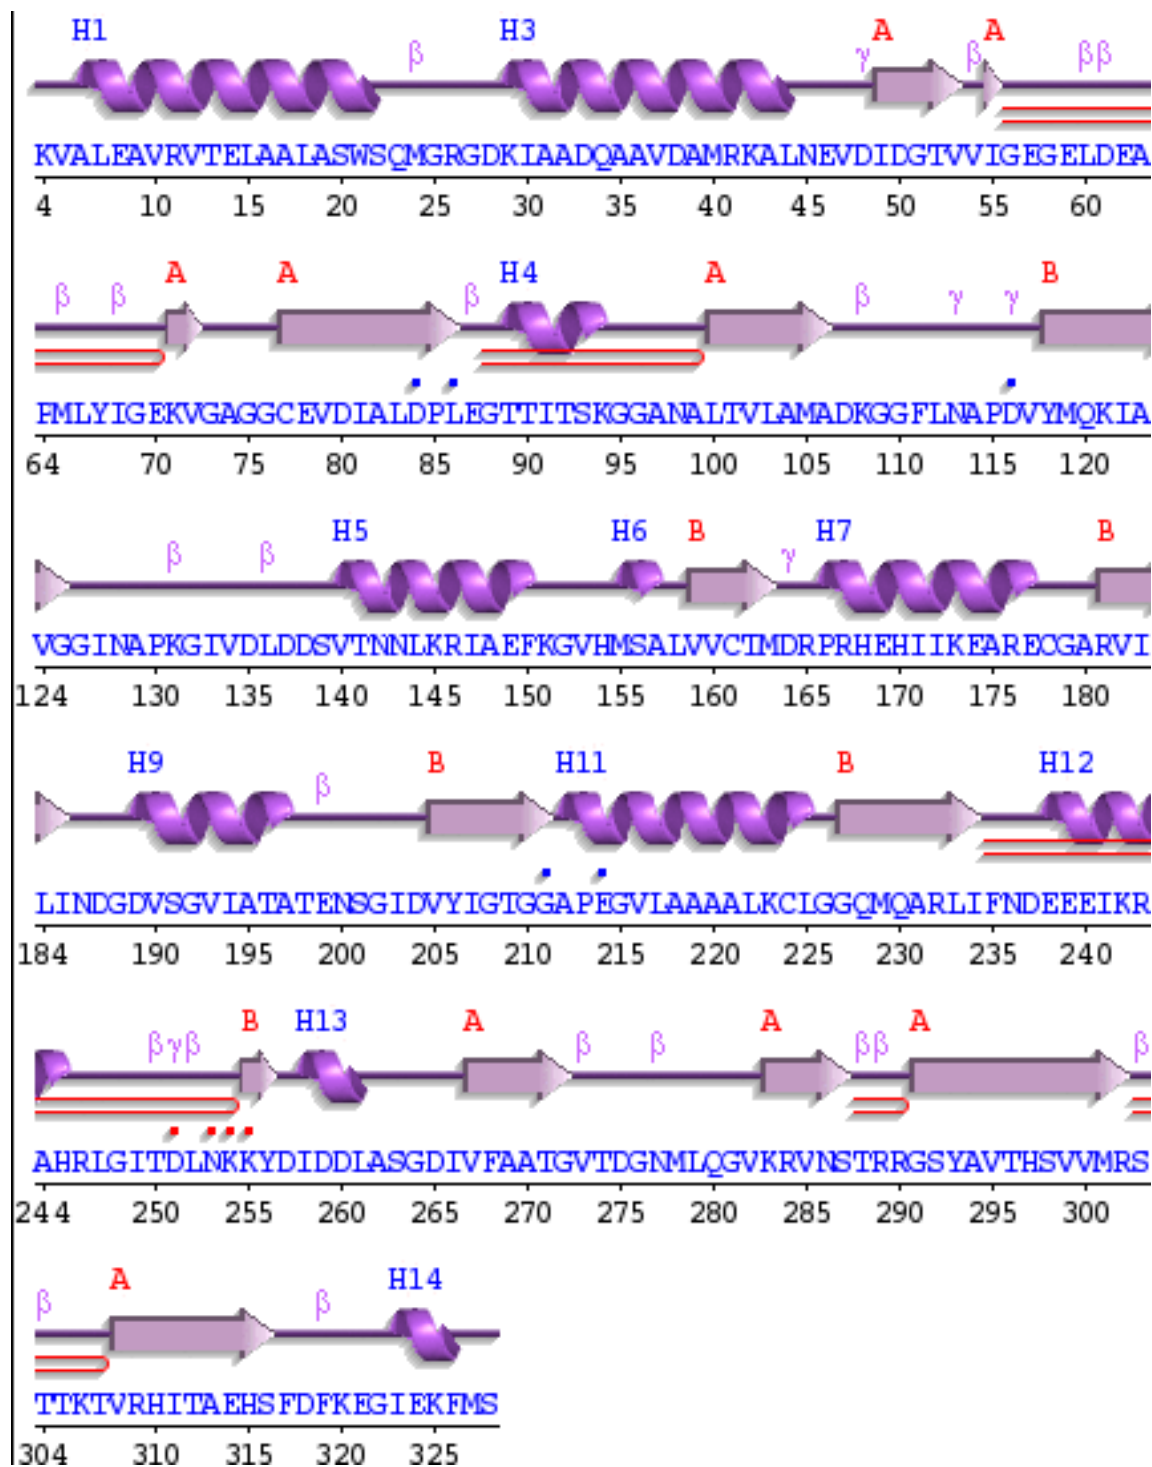 H1 H3 A A
β γ β ββ
KVALEAVRVTELAALASWSQMGRGDKIAADQAAVDAMRKALNEVDIDGTVVIGEGELDEA
4 10 15 20 25 30 35 40 45 50 55 60
A A H4 A B
β β β β γ γ
PMLYIGEKVGAGGCEVDIALDPLEGTTITSKGGANALTVLAMADKGGFLNAPDVYMQKIA
64 70 75 80 85 90 95 100 105 110 115 120
H5 H6 B H7 B
β β γ
VGGINAPKGIVDLDDSVTNNLKRIAEFKGVHMSALVVCTMDRPRHEHIIKEARECGARVI
124 130 135 140 145 150 155 160 165 170 175 180
H9 B H11 B H12
β
LINDGDVSGVIATATENSGIDVYIGTGGAPEGVLAAAALKCLGGQMQARLIFNDEEEIKR
184 190 195 200 205 210 215 220 225 230 235 240
B H13 A A A
βγβ β β ββ β
AHRLGITDLNKKYDIDDLASGDIVFAATGVTDGNMLQGVKRVNSTRRGSYAVTHSVVMRS
244 250 255 260 265 270 275 280 285 290 295 300
A H14
β β
TTKTVRHITAEHSFDFKEGIEKFMS
304 310 315 320 325